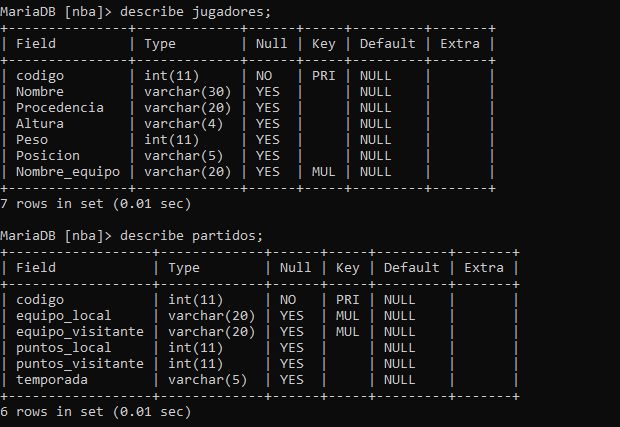 MariaDB [nba]> describe jugadores;
+---------------+-------------+------+-----+---------+-------+
| Field         | Type        | Null | Key | Default | Extra |
+---------------+-------------+------+-----+---------+-------+
| codigo        | int(11)     | NO   | PRI | NULL    |       |
| Nombre        | varchar(30) | YES  |     | NULL    |       |
| Procedencia   | varchar(20) | YES  |     | NULL    |       |
| Altura        | varchar(4)  | YES  |     | NULL    |       |
| Peso          | int(11)     | YES  |     | NULL    |       |
| Posicion      | varchar(5)  | YES  |     | NULL    |       |
| Nombre_equipo | varchar(20) | YES  | MUL | NULL    |       |
+---------------+-------------+------+-----+---------+-------+
7 rows in set (0.01 sec)
MariaDB [nba]> describe partidos;
+------------------+-------------+------+-----+---------+-------+
| Field            | Type        | Null | Key | Default | Extra |
+------------------+-------------+------+-----+---------+-------+
| codigo           | int(11)     | NO   | PRI | NULL    |       |
| equipo_local     | varchar(20) | YES  | MUL | NULL    |       |
| equipo_visitante | varchar(20) | YES  | MUL | NULL    |       |
| puntos_local     | int(11)     | YES  |     | NULL    |       |
| puntos_visitante | int(11)     | YES  |     | NULL    |       |
| temporada        | varchar(5)  | YES  |     | NULL    |       |
+------------------+-------------+------+-----+---------+-------+
6 rows in set (0.01 sec)